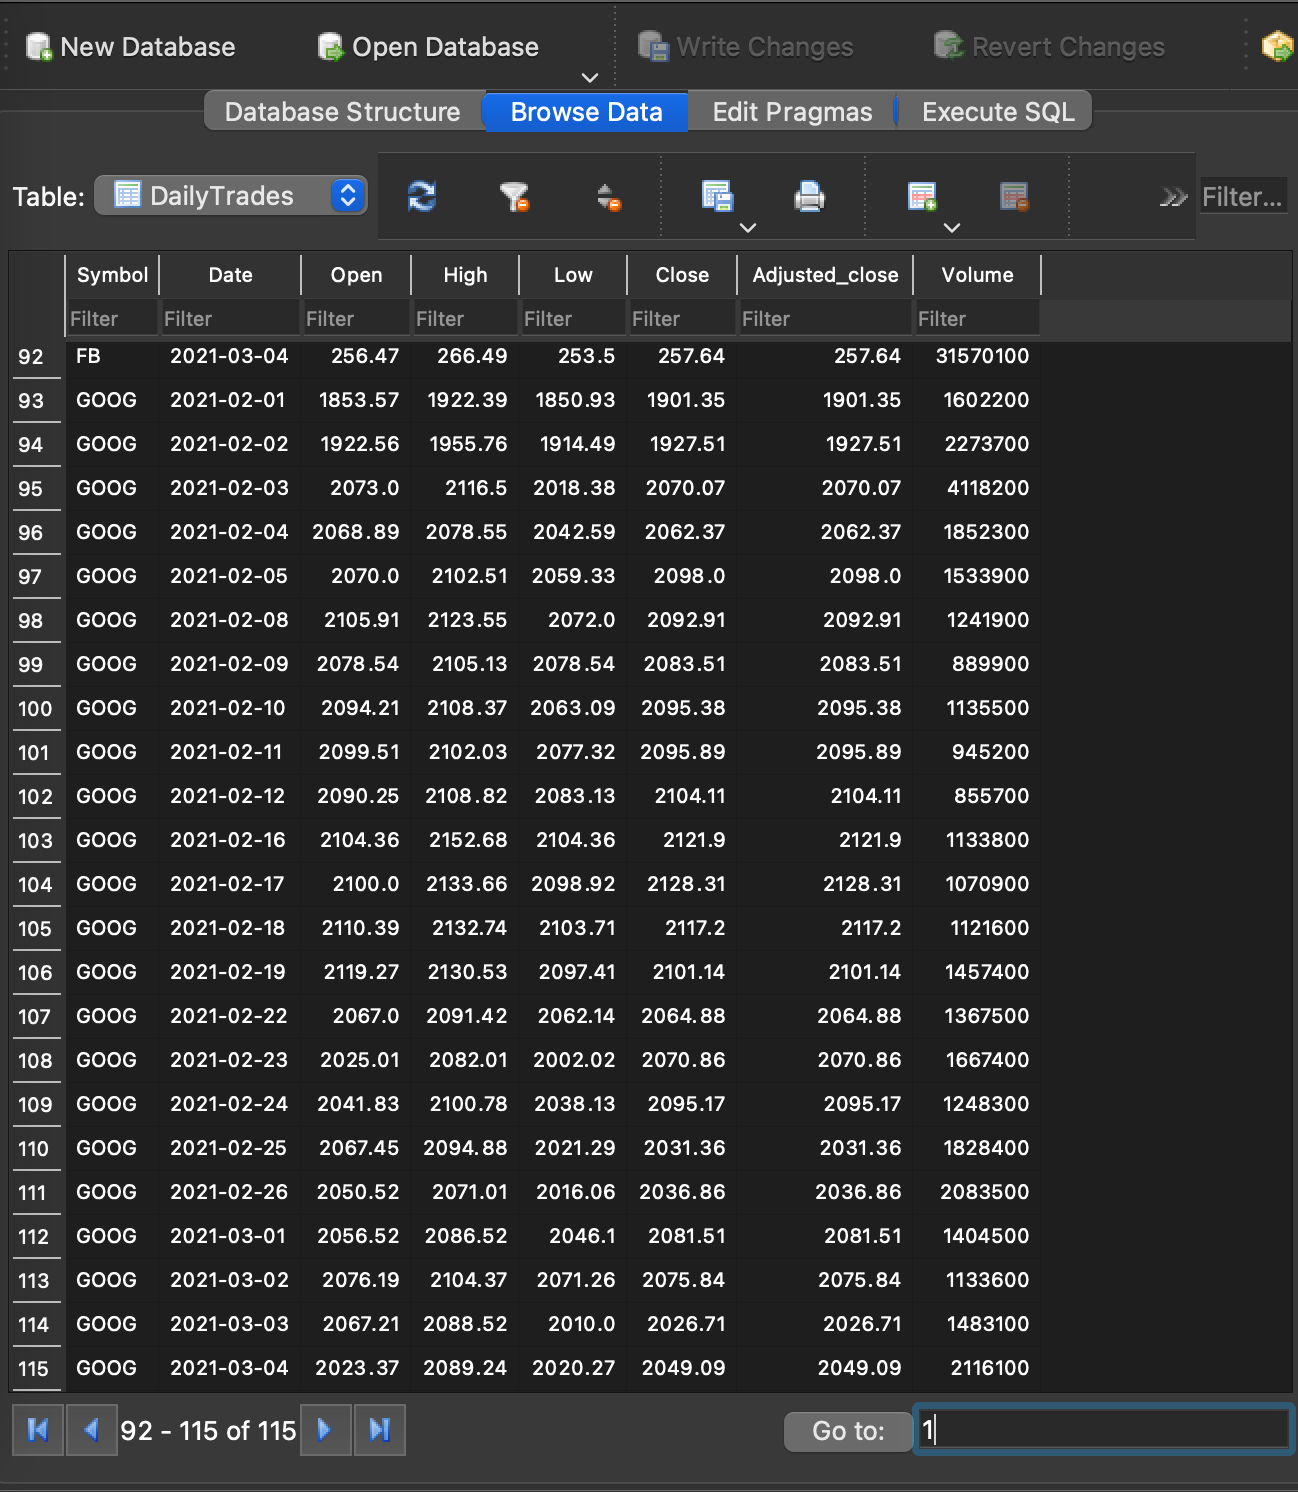 New Database Open Database Write Changes Revert Changes
Database Structure Browse Data Edit Pragmas Execute SQL
Table: DailyTrades Filter...
Symbol Date Open High Low Close Adjusted_close Volume
Filter Filter Filter Filter Filter Filter Filter Filter
92 FB 2021-03-04 256.47 266.49 253.5 257.64 257.64 31570100
93 GOOG 2021-02-01 1853.57 1922.39 1850.93 1901.35 1901.35 1602200
94 GOOG 2021-02-02 1922.56 1955.76 1914.49 1927.51 1927.51 2273700
95 GOOG 2021-02-03 2073.0 2116.5 2018.38 2070.07 2070.07 4118200
96 GOOG 2021-02-04 2068.89 2078.55 2042.59 2062.37 2062.37 1852300
97 GOOG 2021-02-05 2070.0 2102.51 2059.33 2098.0 2098.0 1533900
98 GOOG 2021-02-08 2105.91 2123.55 2072.0 2092.91 2092.91 1241900
99 GOOG 2021-02-09 2078.54 2105.13 2078.54 2083.51 2083.51 889900
100 GOOG 2021-02-10 2094.21 2108.37 2063.09 2095.38 2095.38 1135500
101 GOOG 2021-02-11 2099.51 2102.03 2077.32 2095.89 2095.89 945200
102 GOOG 2021-02-12 2090.25 2108.82 2083.13 2104.11 2104.11 855700
103 GOOG 2021-02-16 2104.36 2152.68 2104.36 2121.9 2121.9 1133800
104 GOOG 2021-02-17 2100.0 2133.66 2098.92 2128.31 2128.31 1070900
105 GOOG 2021-02-18 2110.39 2132.74 2103.71 2117.2 2117.2 1121600
106 GOOG 2021-02-19 2119.27 2130.53 2097.41 2101.14 2101.14 1457400
107 GOOG 2021-02-22 2067.0 2091.42 2062.14 2064.88 2064.88 1367500
108 GOOG 2021-02-23 2025.01 2082.01 2002.02 2070.86 2070.86 1667400
109 GOOG 2021-02-24 2041.83 2100.78 2038.13 2095.17 2095.17 1248300
110 GOOG 2021-02-25 2067.45 2094.88 2021.29 2031.36 2031.36 1828400
111 GOOG 2021-02-26 2050.52 2071.01 2016.06 2036.86 2036.86 2083500
112 GOOG 2021-03-01 2056.52 2086.52 2046.1 2081.51 2081.51 1404500
113 GOOG 2021-03-02 2076.19 2104.37 2071.26 2075.84 2075.84 1133600
114 GOOG 2021-03-03 2067.21 2088.52 2010.0 2026.71 2026.71 1483100
115 GOOG 2021-03-04 2023.37 2089.24 2020.27 2049.09 2049.09 2116100
92 - 115 of 115 Go to: 1